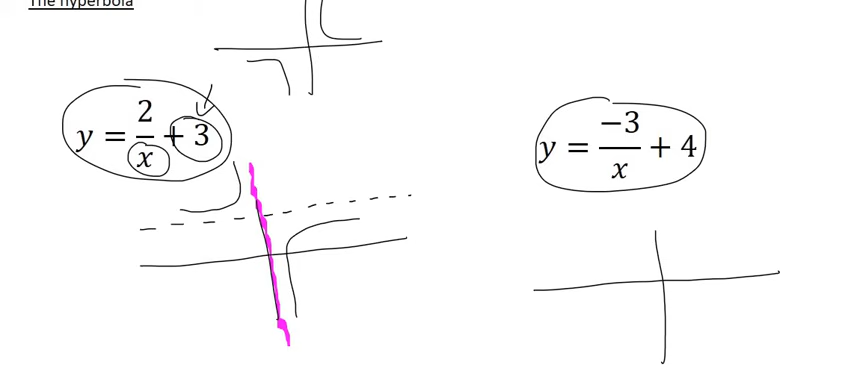 The hyperbola
y = 2/x + 3
y = -3/x + 4